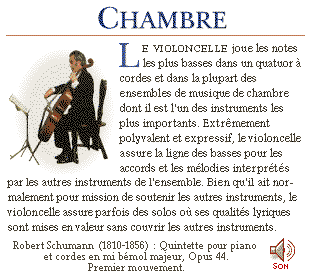 CHAMBRE
LE VIOLONCELLE joue les notes
les plus basses dans un quatuor à
cordes et dans la plupart des
ensembles de musique de chambre
dont il est l'un des instruments les
plus importants. Extrêmement
polyvalent et expressif, le violoncelle
assure la ligne des basses pour les
accords et les mélodies interprétés
par les autres instruments de l'ensemble. Bien qu'il ait nor-
malement pour mission de soutenir les autres instruments, le
violoncelle assure parfois des solos où ses qualités lyriques
sont mises en valeur sans couvrir les autres instruments.
Robert Schumann (1810-1856) : Quintette pour piano
et cordes en mi bémol majeur, Opus 44.
Premier mouvement.
SON